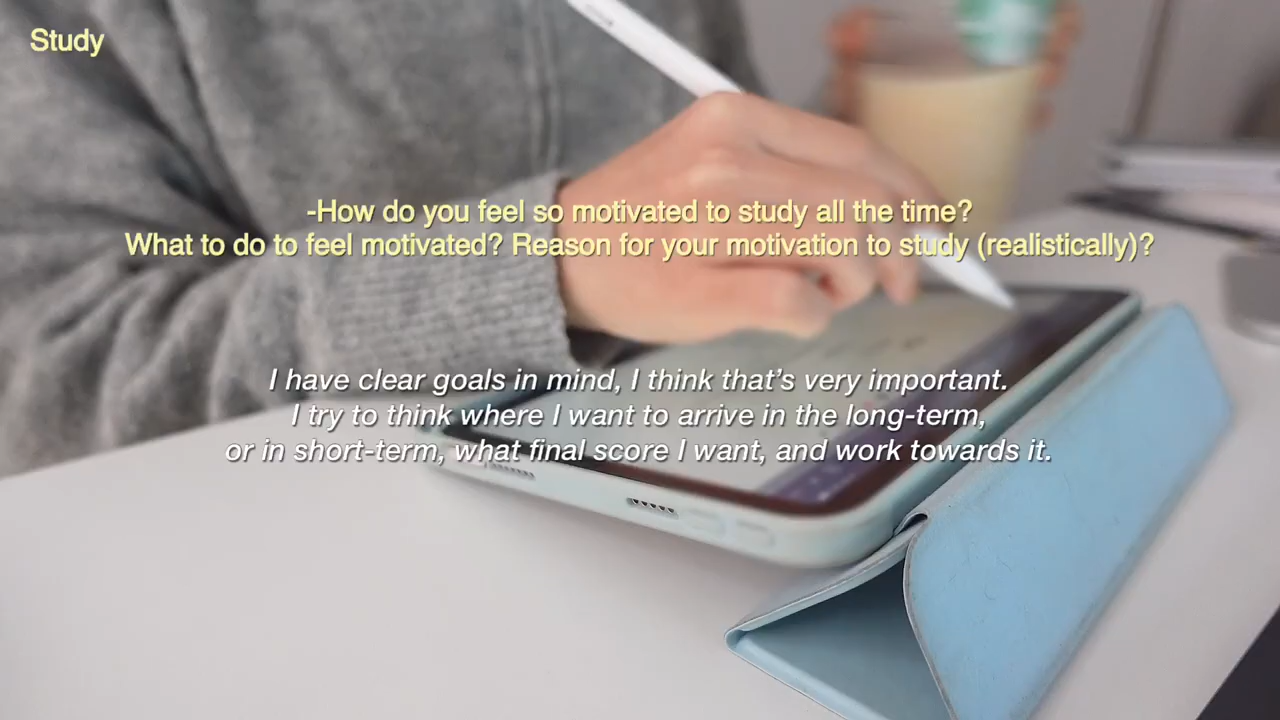 Study
-How do you feel so motivated to study all the time?
What to do to feel motivated? Reason for your motivation to study (realistically)?
I have clear goals in mind, I think that's very important.
I try to think where I want to arrive in the long-term,
or in short-term, what final score I want, and work towards it.